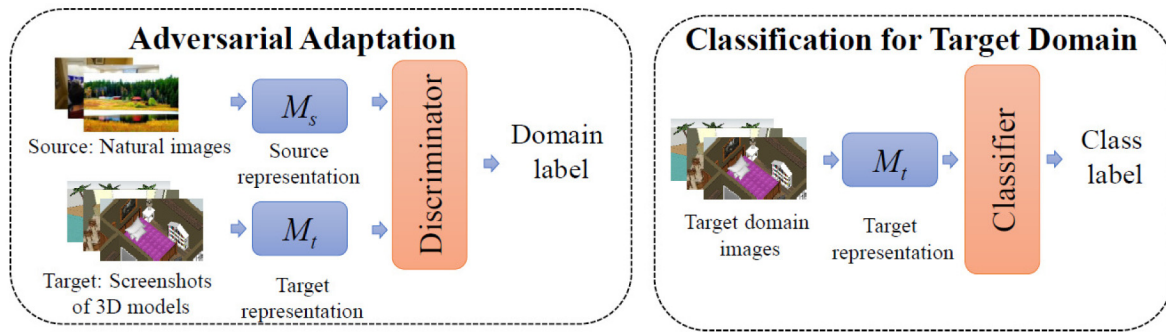 Adversarial Adaptation
Source: Natural images
M_s
Source
representation
Target: Screenshots
of 3D models
M_t
Target
representation
Discriminator
Domain
label
Classification for Target Domain
Target domain
images
M_t
Target
representation
Classifier
Class
label